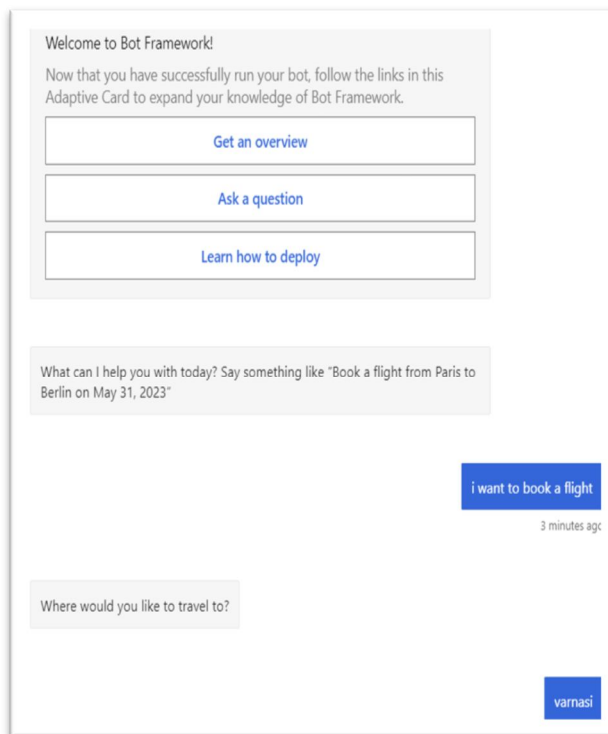 Welcome to Bot Framework!
Now that you have successfully run your bot, follow the links in this
Adaptive Card to expand your knowledge of Bot Framework.
Get an overview
Ask a question
Learn how to deploy
What can I help you with today? Say something like "Book a flight from Paris to
Berlin on May 31, 2023"
i want to book a flight
3 minutes ago
Where would you like to travel to?
varnasi